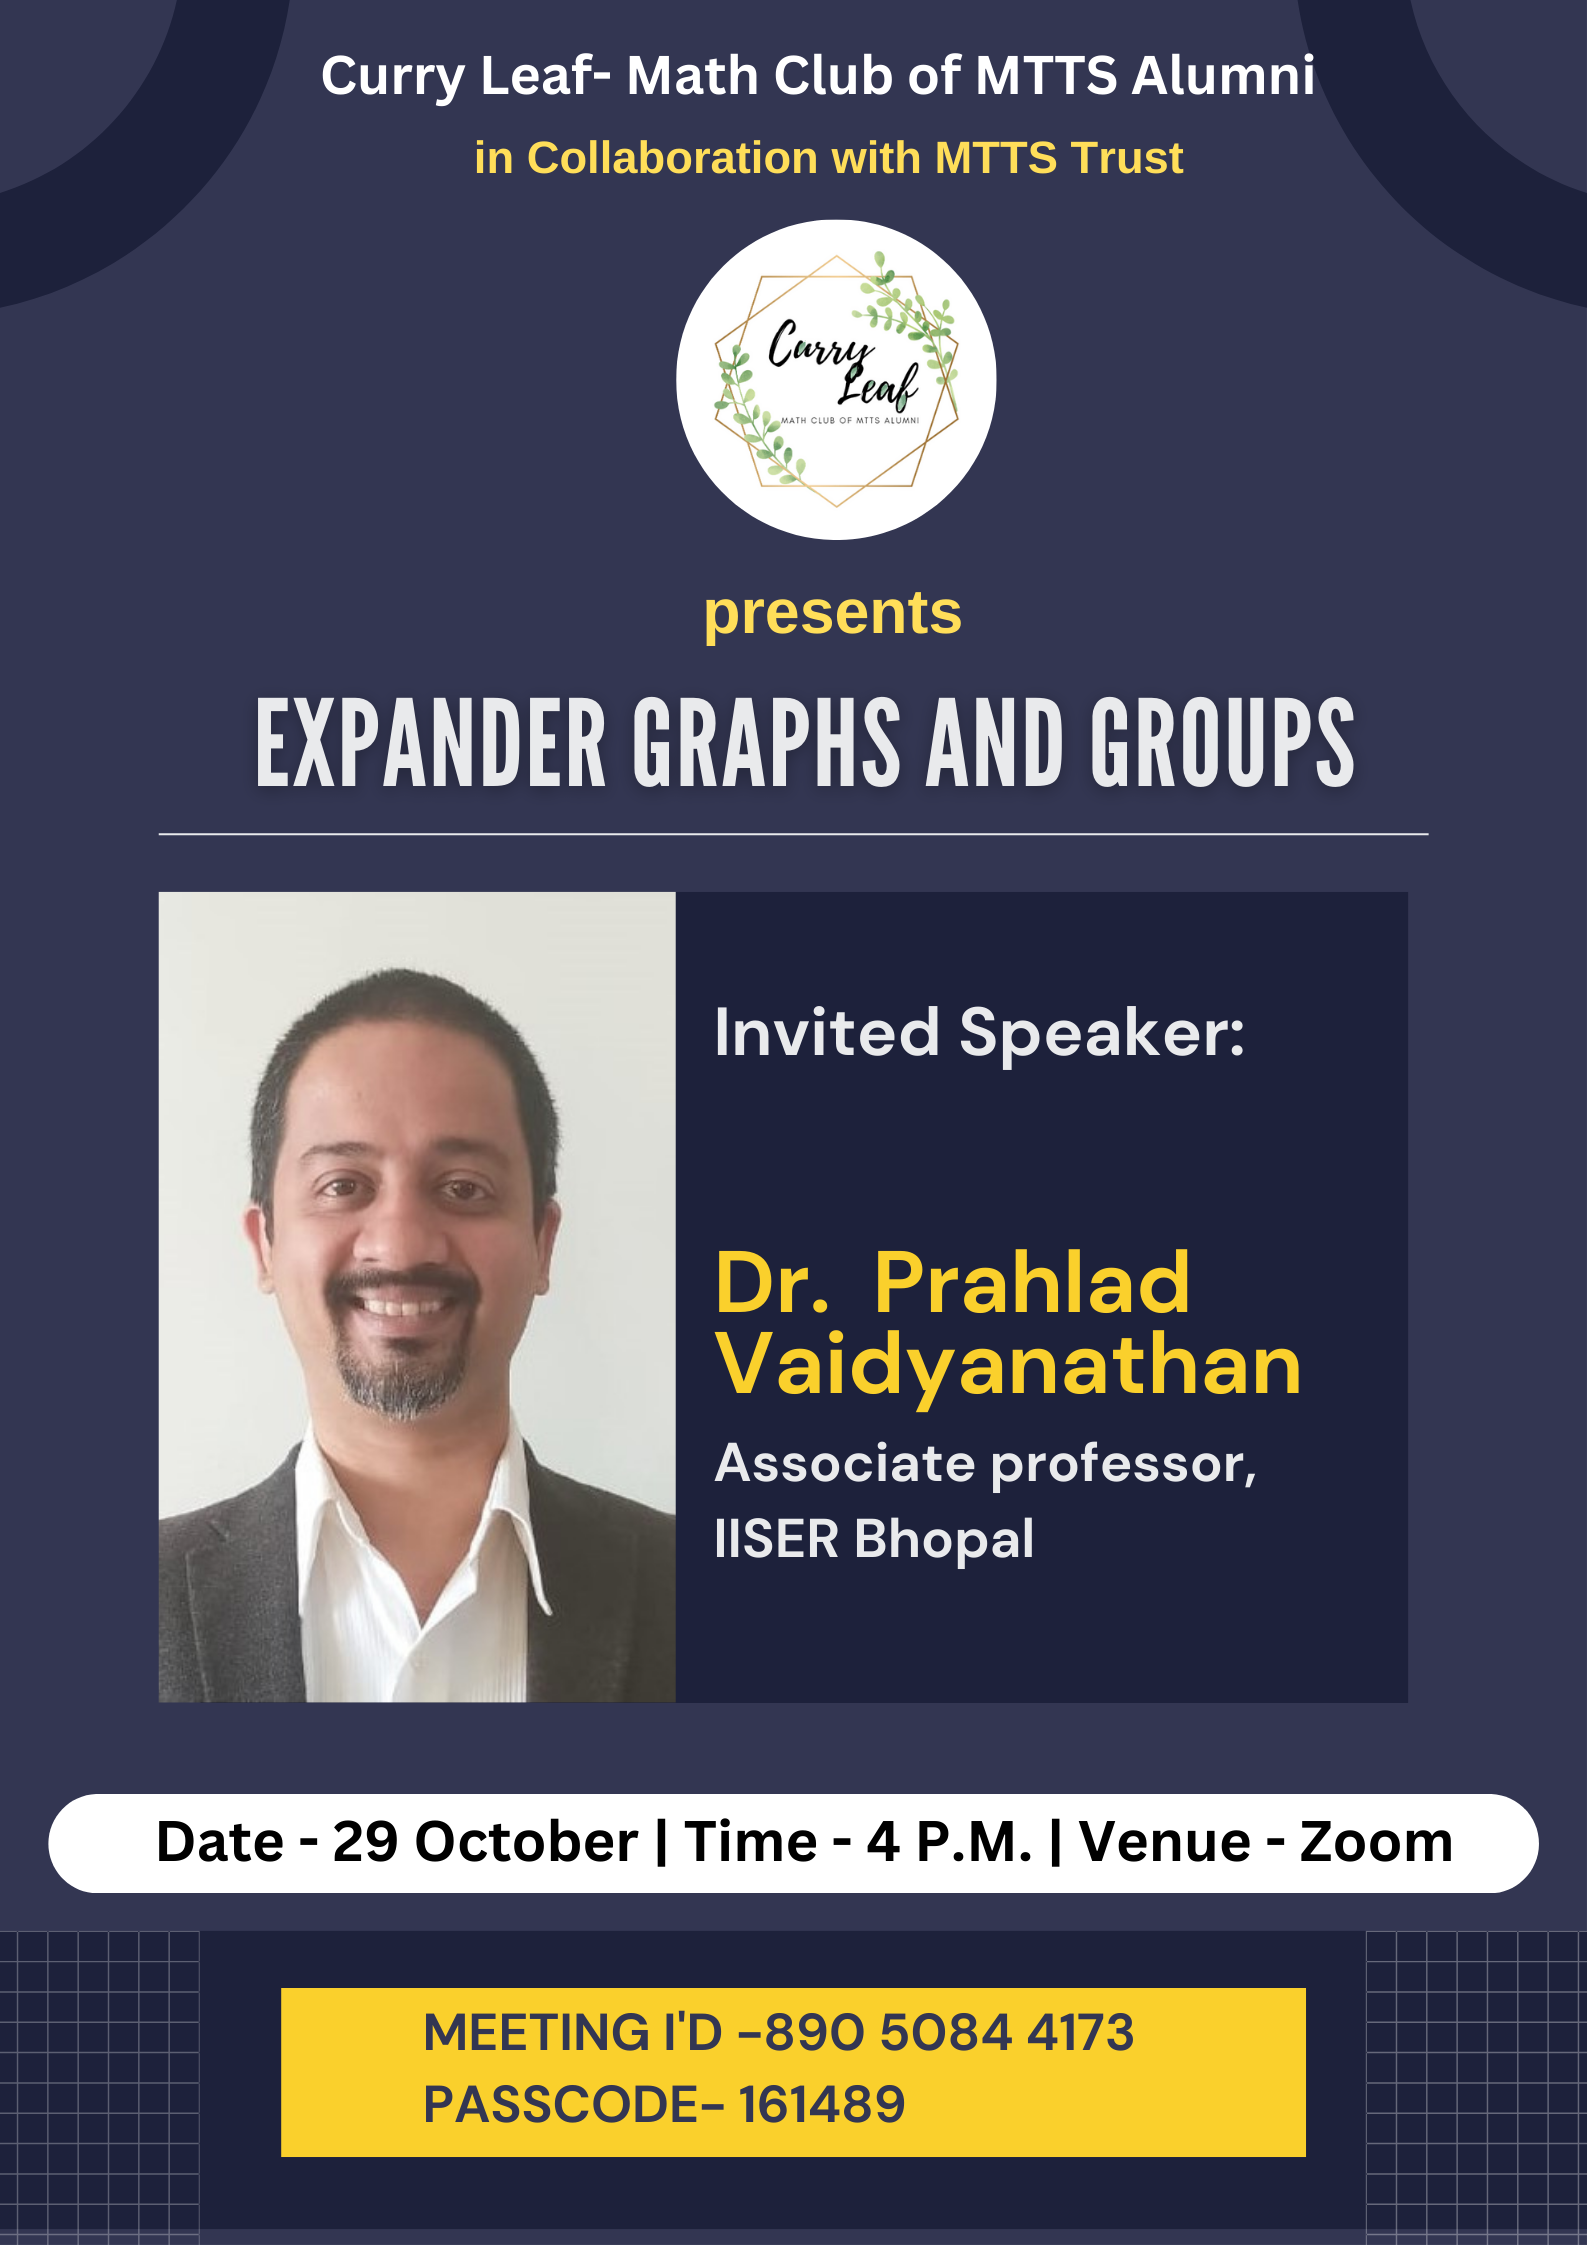 Curry Leaf- Math Club of MTTS Alumni
in Collaboration with MTTS Trust
Curry
Leaf
MATH CLUB OF MTTS ALUMNI
presents
EXPANDER GRAPHS AND GROUPS
Invited Speaker:
Dr. Prahlad
Vaidyanathan
Associate professor,
IISER Bhopal
Date - 29 October | Time - 4 P.M. | Venue - Zoom
MEETING I'D -890 5084 4173
PASSCODE- 161489